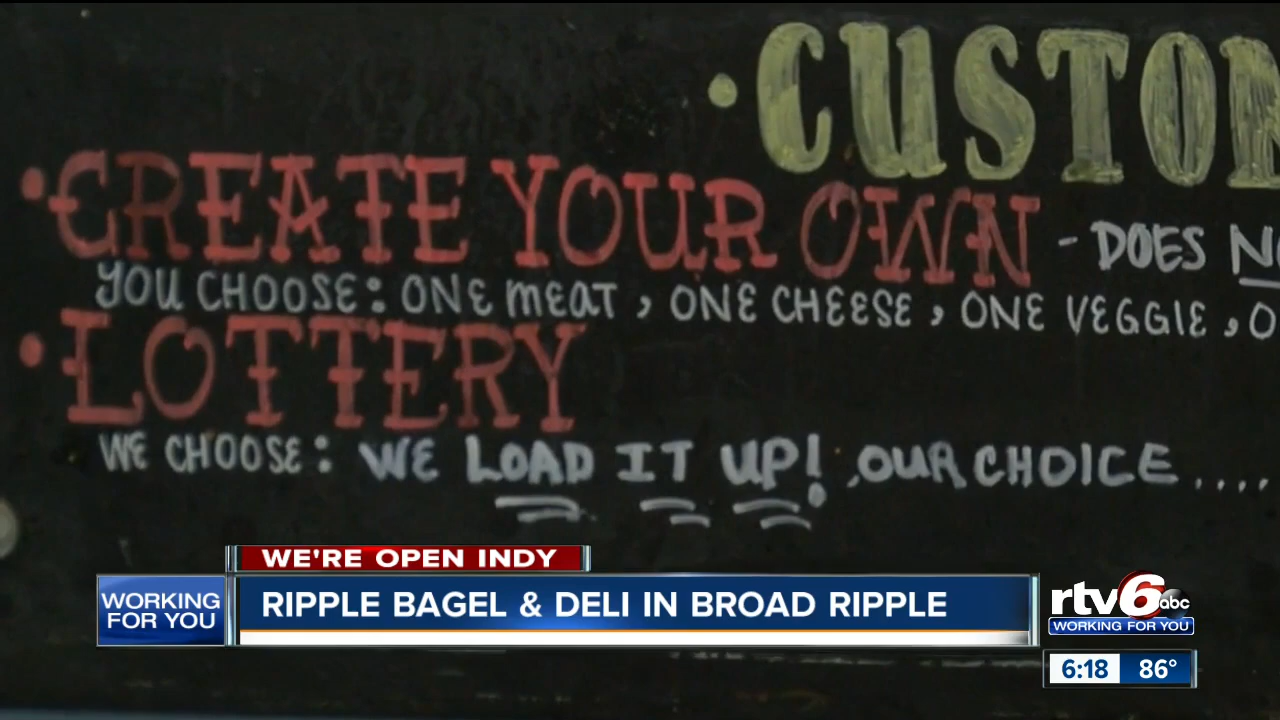 • CUSTOM
• CREATE YOUR OWN - DOES NO
YOU CHOOSE: ONE MEAT, ONE CHEESE, ONE VEGGIE, O
• LOTTERY
WE CHOOSE: WE LOAD IT UP! , OUR CHOICE ....
WE'RE OPEN INDY
WORKING FOR YOU
RIPPLE BAGEL & DELI IN BROAD RIPPLE
rtv6 abc
WORKING FOR YOU
6:18 86°